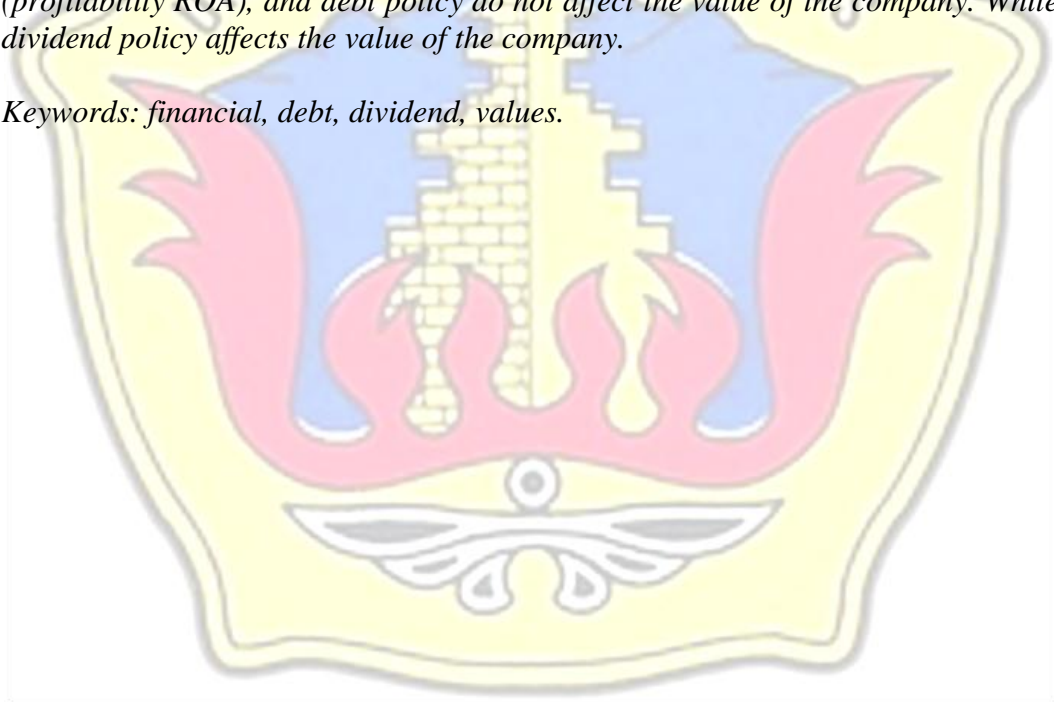 (profitability ROA), and debt policy do not affect the value of the company. While
dividend policy affects the value of the company.
Keywords: financial, debt, dividend, values.